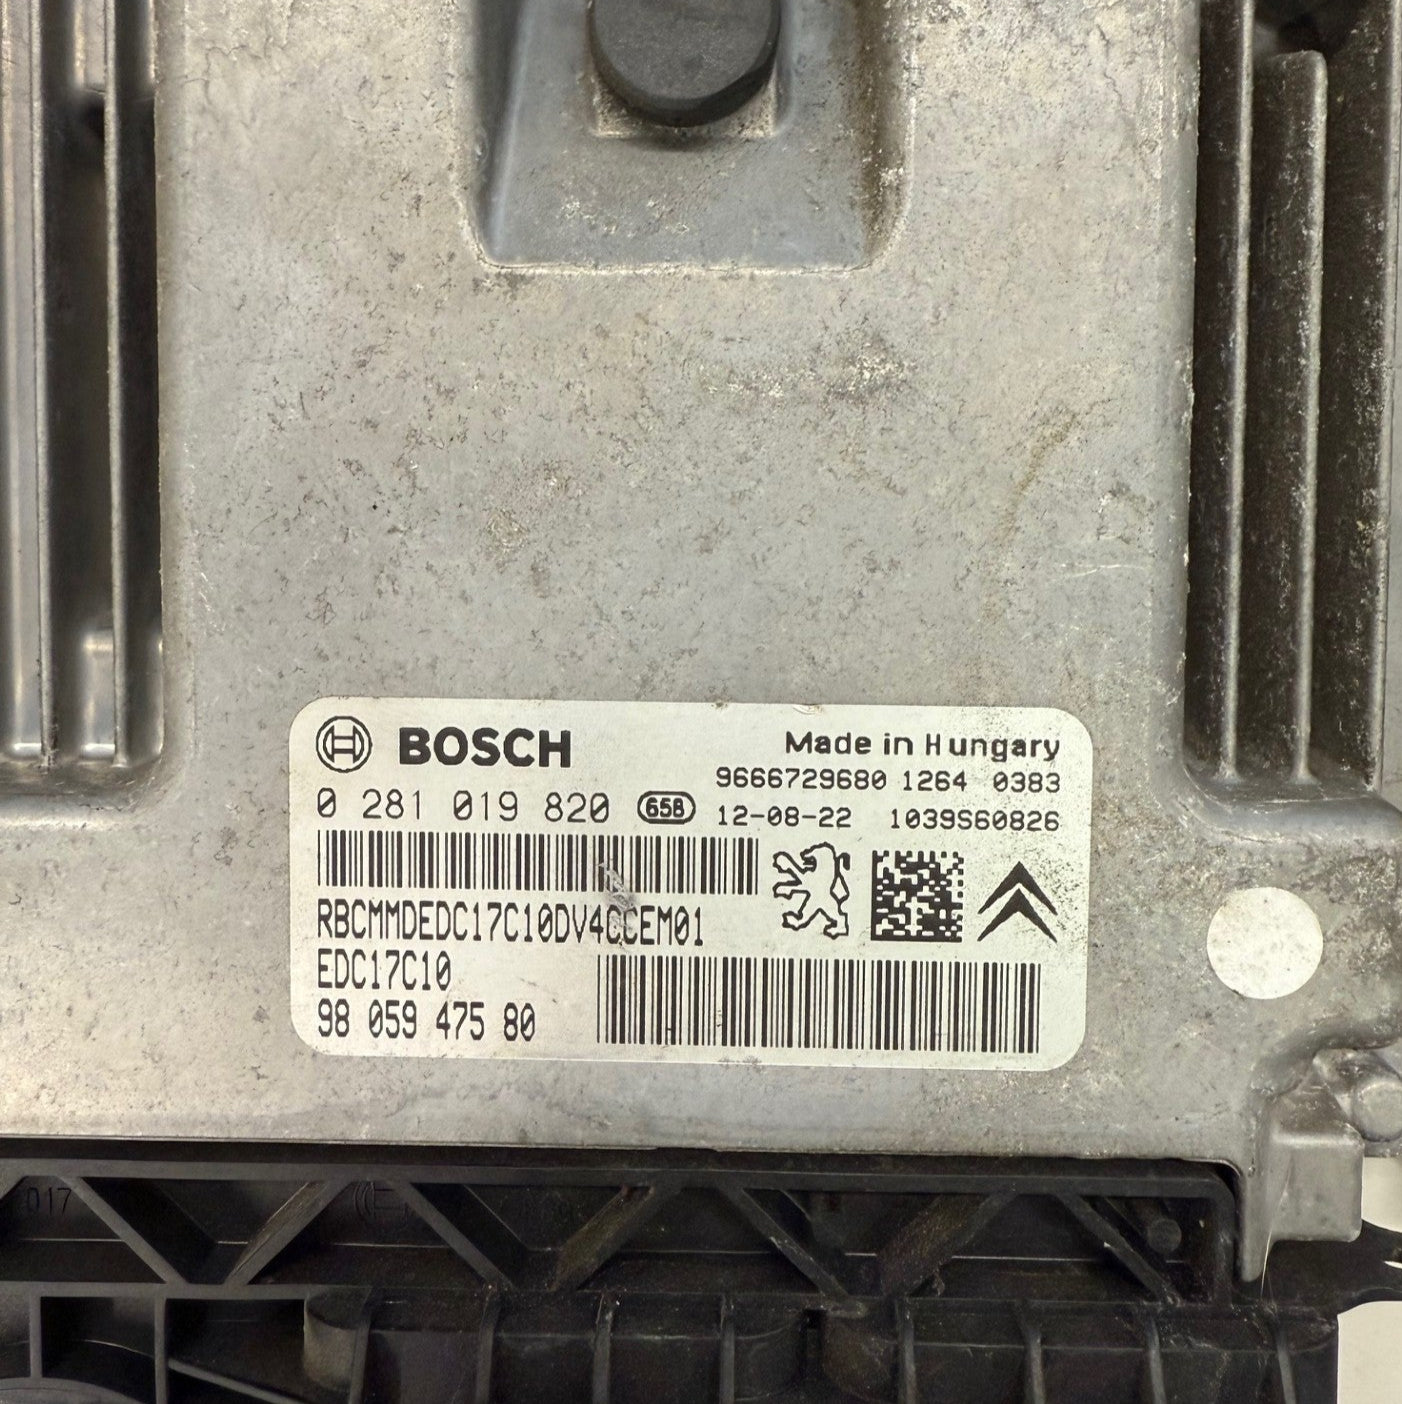 BOSCH
Made in Hungary
9666729680 1264 0383
0 281 019 820 658 12-08-22 1039S60826
RBCMMDEDC17C10DV4CCEM01
EDC17C10
98 059 475 80
017